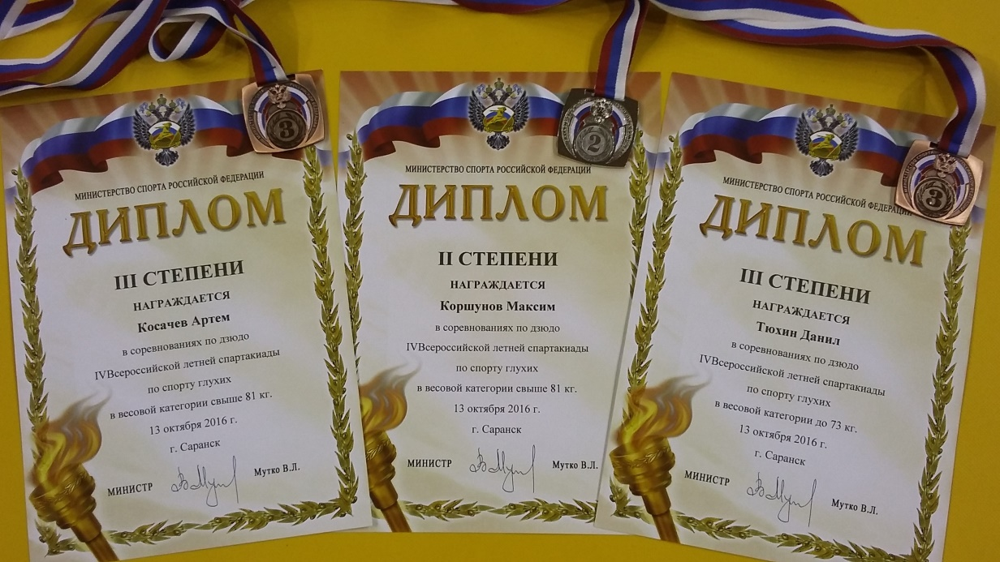 МИНИСТЕРСТВО СПОРТА РОССИЙСКОЙ ФЕДЕРАЦИИ
ДИПЛОМ
III СТЕПЕНИ
НАГРАЖДАЕТСЯ
Косачев Артем
в соревнованиях по дзюдо
IVВсероссийской летней спартакиады
по спорту глухих
в весовой категории свыше 81 кг.
13 октября 2016 г.
г. Саранск
МИНИСТР Мутко В.Л.
3
МИНИСТЕРСТВО СПОРТА РОССИЙСКОЙ ФЕДЕРАЦИИ
ДИПЛОМ
II СТЕПЕНИ
НАГРАЖДАЕТСЯ
Коршунов Максим
в соревнованиях по дзюдо
IVВсероссийской летней спартакиады
по спорту глухих
в весовой категории свыше 81 кг.
13 октября 2016 г.
г. Саранск
МИНИСТР Мутко В.Л.
2
МИНИСТЕРСТВО СПОРТА РОССИЙСКОЙ ФЕДЕРАЦИИ
ДИПЛОМ
III СТЕПЕНИ
НАГРАЖДАЕТСЯ
Тюхин Данил
в соревнованиях по дзюдо
IVВсероссийской летней спартакиады
по спорту глухих
в весовой категории до 73 кг.
13 октября 2016 г.
г. Саранск
МИНИСТР Мутко В.Л.
3